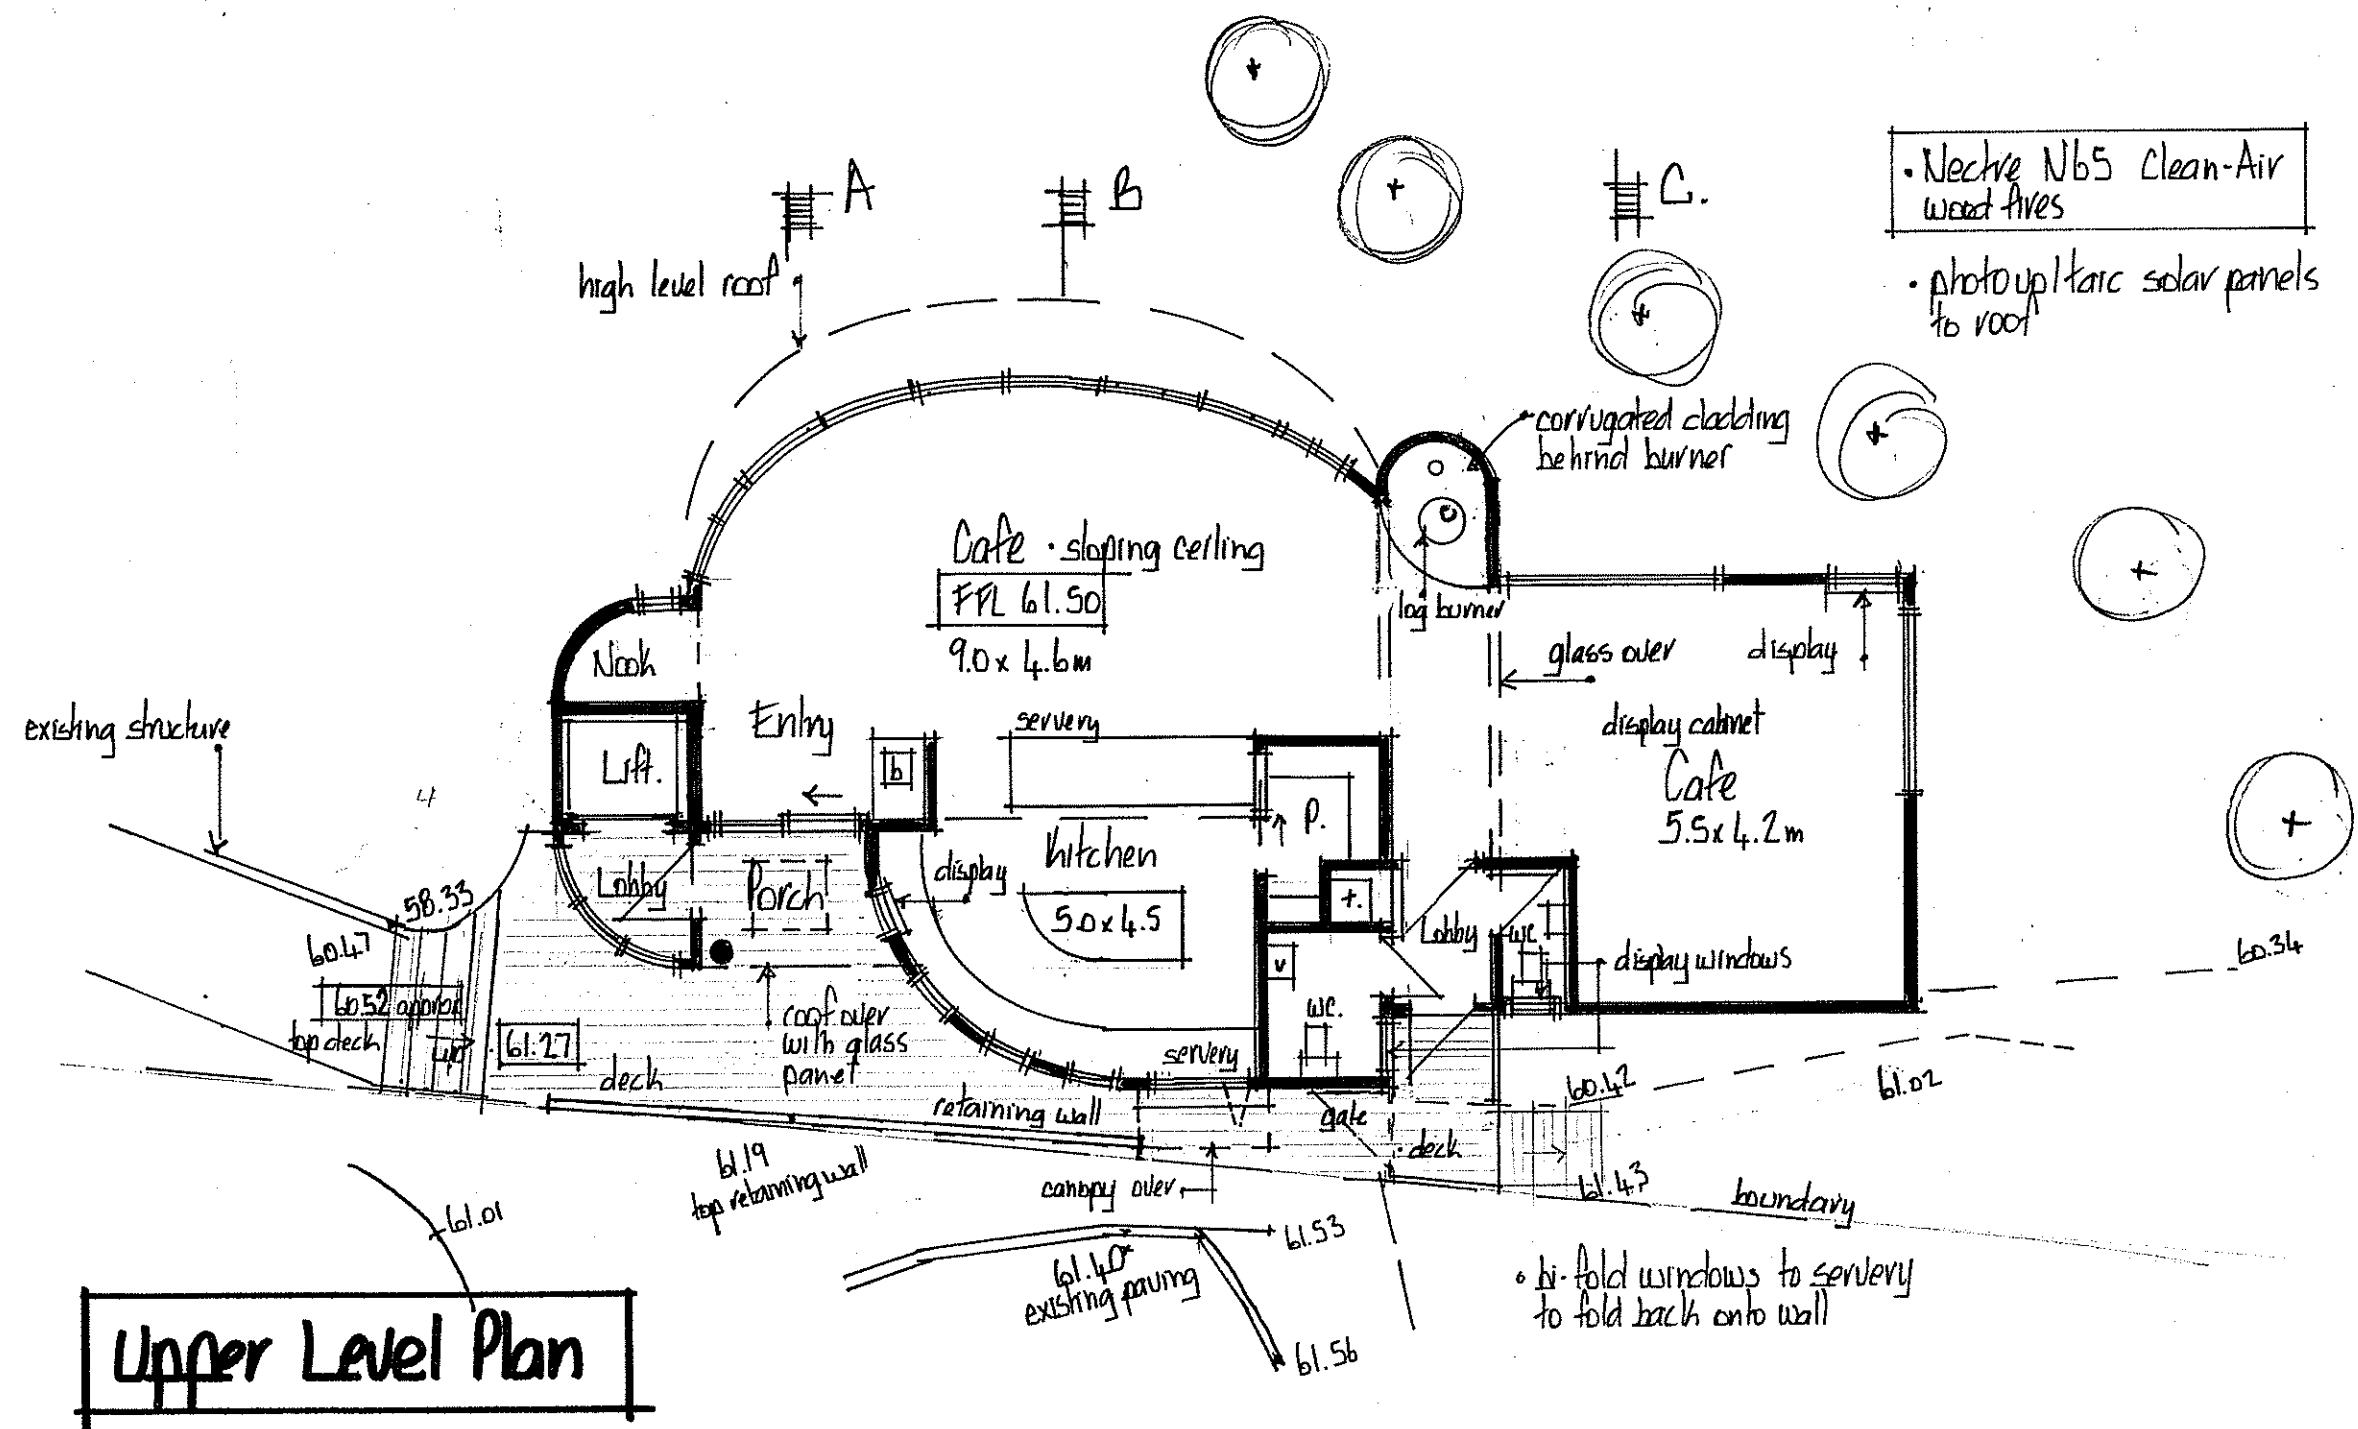 A
B
C.
• Nectre N65 Clean-Air
wood fires
• photovoltaic solar panels
to roof
high level roof
corrugated cladding
behind burner
Cafe • sloping ceiling
FFL 61.50
9.0 x 4.6m
log burner
glass over
display
display cabinet
Cafe
5.5 x 4.2m
Nook
Entry
servery
existing structure
Lift.
b
P.
Kitchen
display
5.0 x 4.5
Lobby
Porch
t.
Lobby
wc
display windows
v
wc.
58.33
60.47
60.52 approx
top deck
up
61.27
deck
roof over
with glass
panel
servery
retaining wall
gate
deck
60.34
60.42
61.02
61.43
boundary
61.19
top retaining wall
canopy over
61.01
61.53
61.40
existing paving
61.56
• bi-fold windows to servery
to fold back onto wall
Upper Level Plan